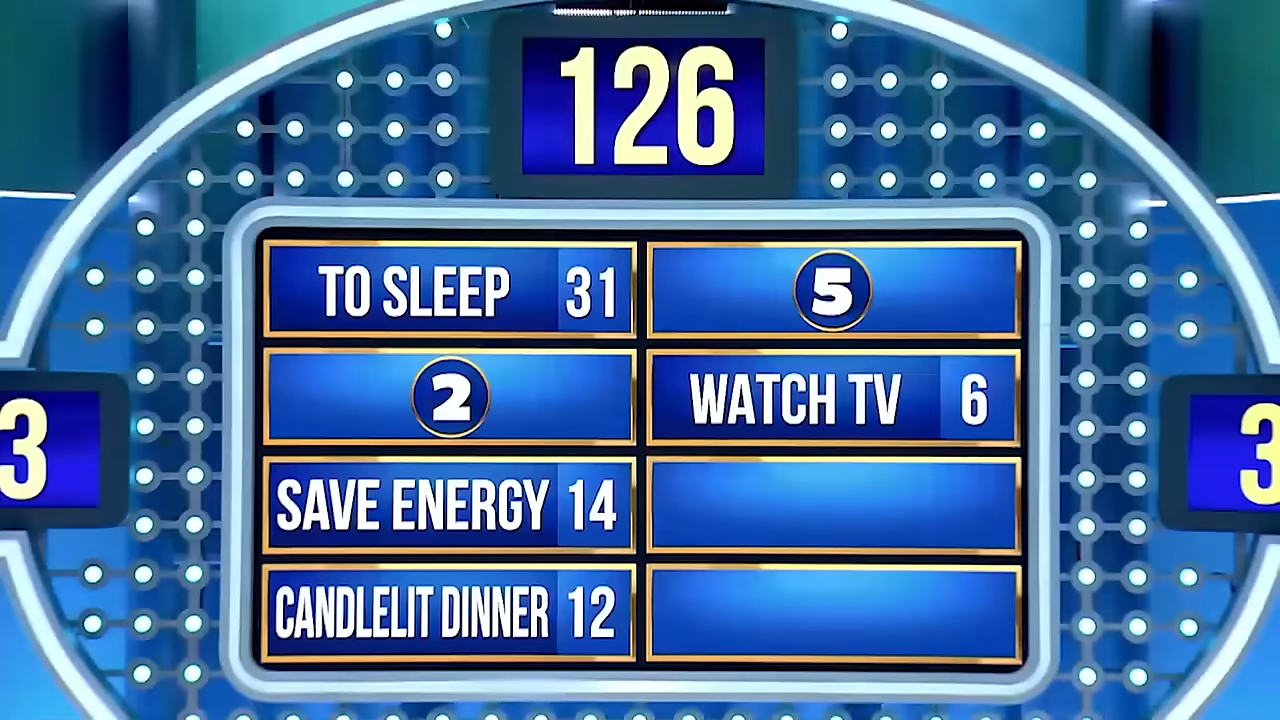 126
TO SLEEP 31
5
2
WATCH TV 6
3
3
SAVE ENERGY 14
CANDLELIT DINNER 12